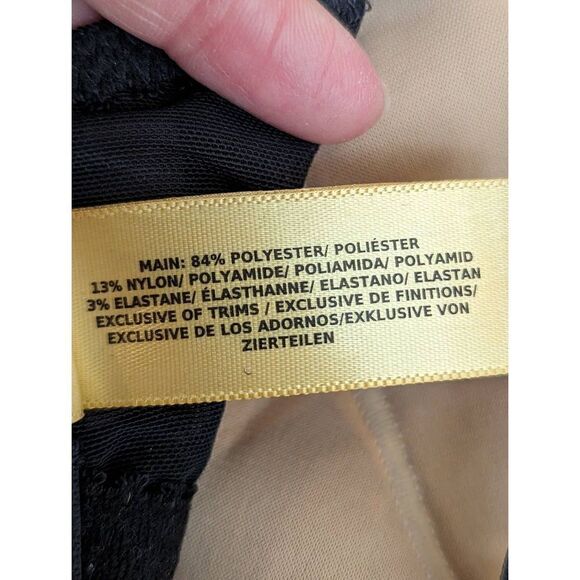 MAIN: 84% POLYESTER/ POLIÉSTER
13% NYLON/ POLYAMIDE/ POLIAMIDA/ POLYAMID
3% ELASTANE/ ÉLASTHANNE/ ELASTANO/ ELASTAN
EXCLUSIVE OF TRIMS / EXCLUSIVE DE FINITIONS/
EXCLUSIVE DE LOS ADORNOS/EXKLUSIVE VON
ZIERTEILEN